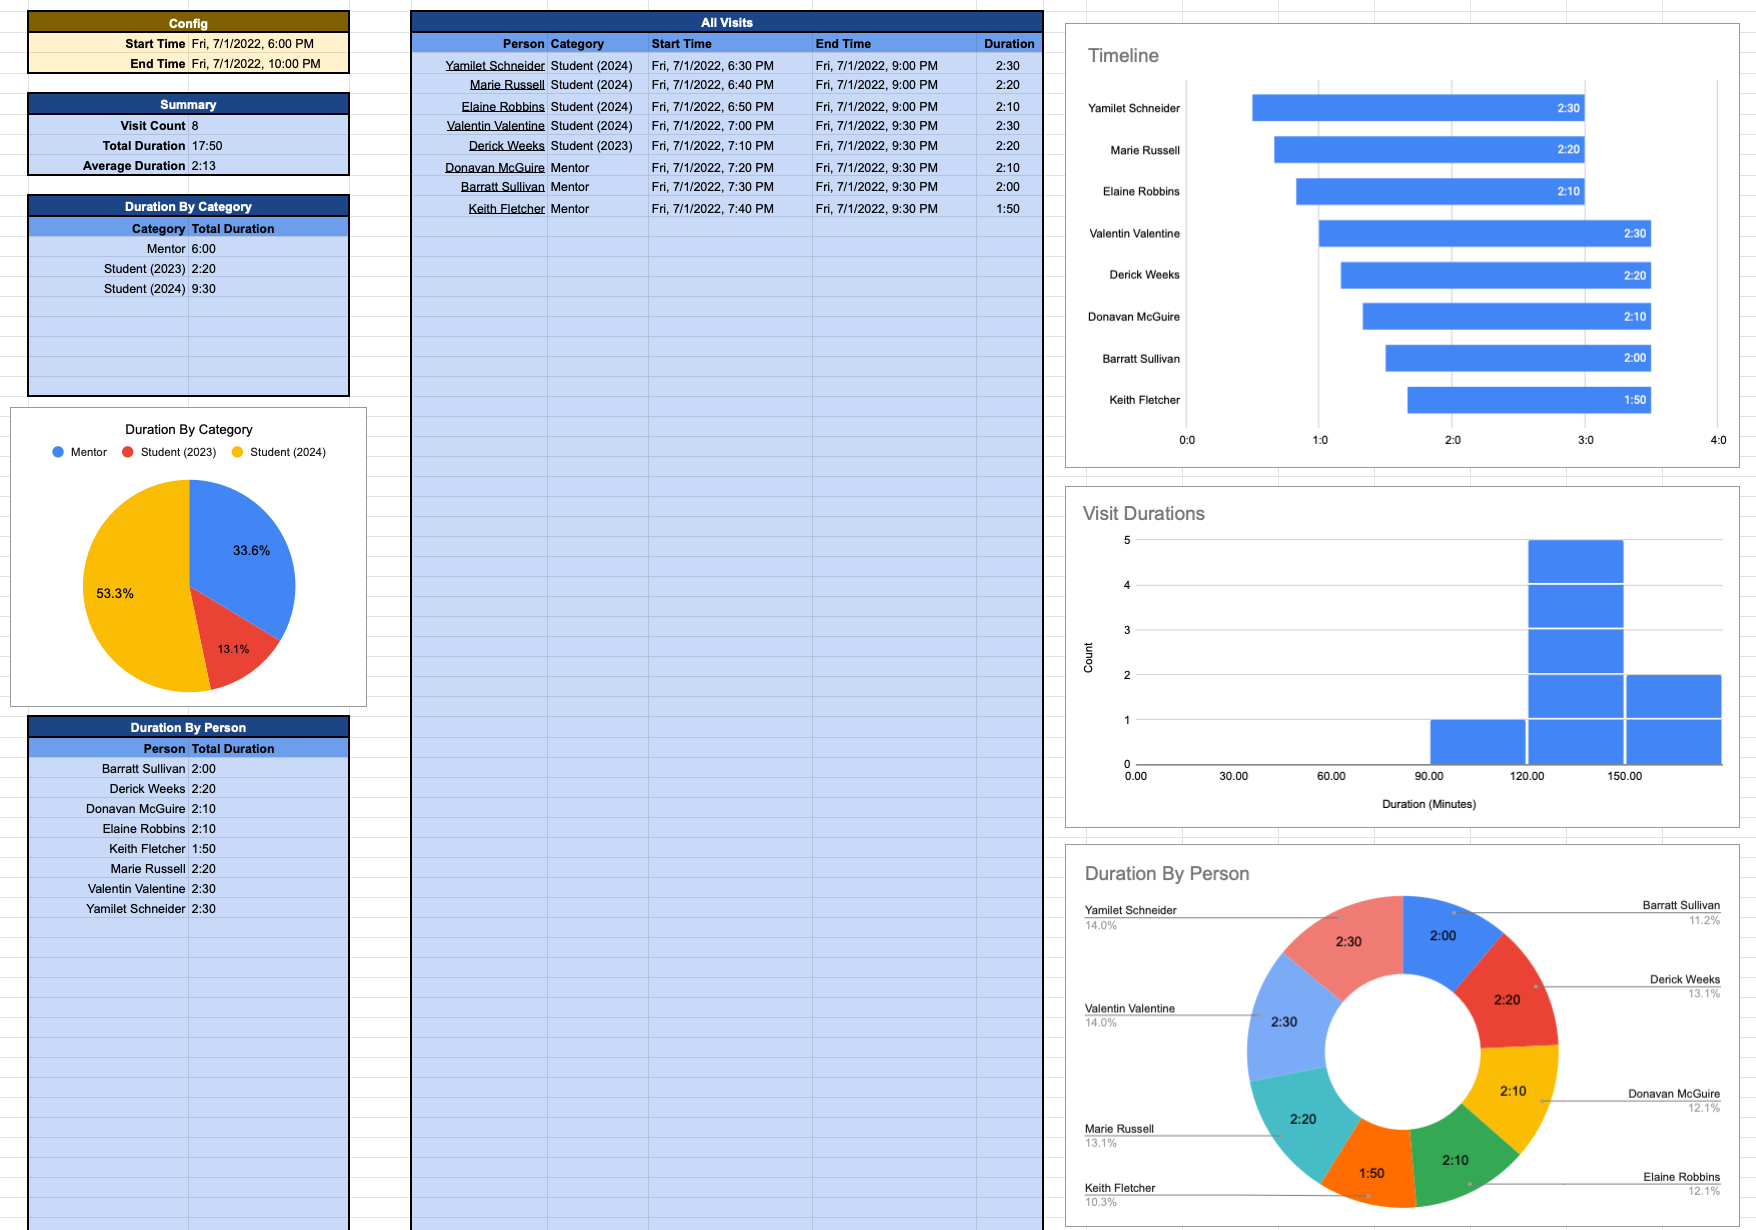 Config
Start Time Fri, 7/1/2022, 6:00 PM
End Time Fri, 7/1/2022, 10:00 PM
Summary
Visit Count 8
Total Duration 17:50
Average Duration 2:13
Duration By Category
Category Total Duration
Mentor 6:00
Student (2023) 2:20
Student (2024) 9:30
Duration By Category
Mentor Student (2023) Student (2024)
33.6%
53.3%
13.1%
Duration By Person
Person Total Duration
Barratt Sullivan 2:00
Derick Weeks 2:20
Donavan McGuire 2:10
Elaine Robbins 2:10
Keith Fletcher 1:50
Marie Russell 2:20
Valentin Valentine 2:30
Yamilet Schneider 2:30
All Visits
Person Category Start Time End Time Duration
Yamilet Schneider Student (2024) Fri, 7/1/2022, 6:30 PM Fri, 7/1/2022, 9:00 PM 2:30
Marie Russell Student (2024) Fri, 7/1/2022, 6:40 PM Fri, 7/1/2022, 9:00 PM 2:20
Elaine Robbins Student (2024) Fri, 7/1/2022, 6:50 PM Fri, 7/1/2022, 9:00 PM 2:10
Valentin Valentine Student (2024) Fri, 7/1/2022, 7:00 PM Fri, 7/1/2022, 9:30 PM 2:30
Derick Weeks Student (2023) Fri, 7/1/2022, 7:10 PM Fri, 7/1/2022, 9:30 PM 2:20
Donavan McGuire Mentor Fri, 7/1/2022, 7:20 PM Fri, 7/1/2022, 9:30 PM 2:10
Barratt Sullivan Mentor Fri, 7/1/2022, 7:30 PM Fri, 7/1/2022, 9:30 PM 2:00
Keith Fletcher Mentor Fri, 7/1/2022, 7:40 PM Fri, 7/1/2022, 9:30 PM 1:50
Timeline
Yamilet Schneider 2:30
Marie Russell 2:20
Elaine Robbins 2:10
Valentin Valentine 2:30
Derick Weeks 2:20
Donavan McGuire 2:10
Barratt Sullivan 2:00
Keith Fletcher 1:50
0:0 1:0 2:0 3:0 4:0
Visit Durations
5
4
3
2
1
0
Count
0.00 30.00 60.00 90.00 120.00 150.00
Duration (Minutes)
Duration By Person
Yamilet Schneider
14.0%
Barratt Sullivan
11.2%
2:30
2:00
Derick Weeks
13.1%
2:20
Valentin Valentine
14.0%
2:30
Donavan McGuire
12.1%
2:10
Marie Russell
13.1%
2:20
Elaine Robbins
12.1%
2:10
Keith Fletcher
10.3%
1:50